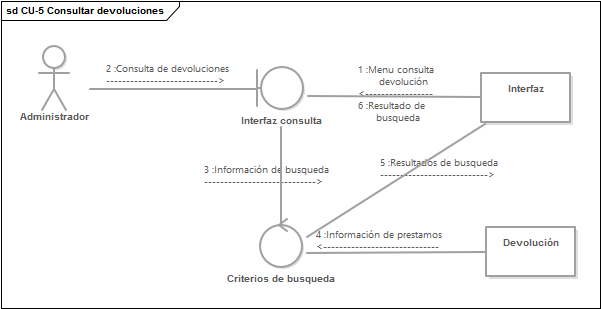 sd CU-5 Consultar devoluciones
2 :Consulta de devoluciones
1 :Menu consulta
devolución
Interfaz
6 :Resultado de
busqueda
Administrador
Interfaz consulta
3 :Información de busqueda
5 :Resultados de busqueda
4 :Información de prestamos
Devolución
Criterios de busqueda